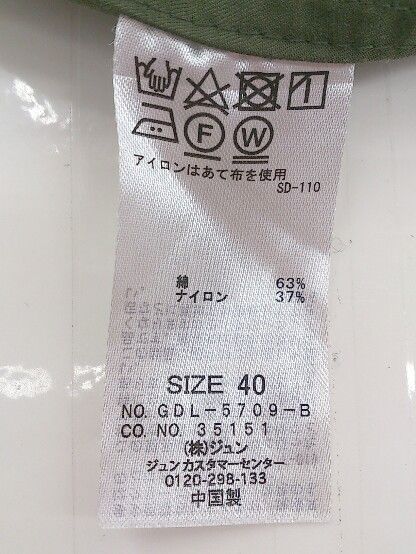 F W
アイロンはあて布を使用
SD-110
綿 63%
ナイロン 37%
SIZE 40
NO. GDL-5709-B
CO. NO. 35151
(株)ジュン
ジュンカスタマーセンター
0120-298-133
中国製